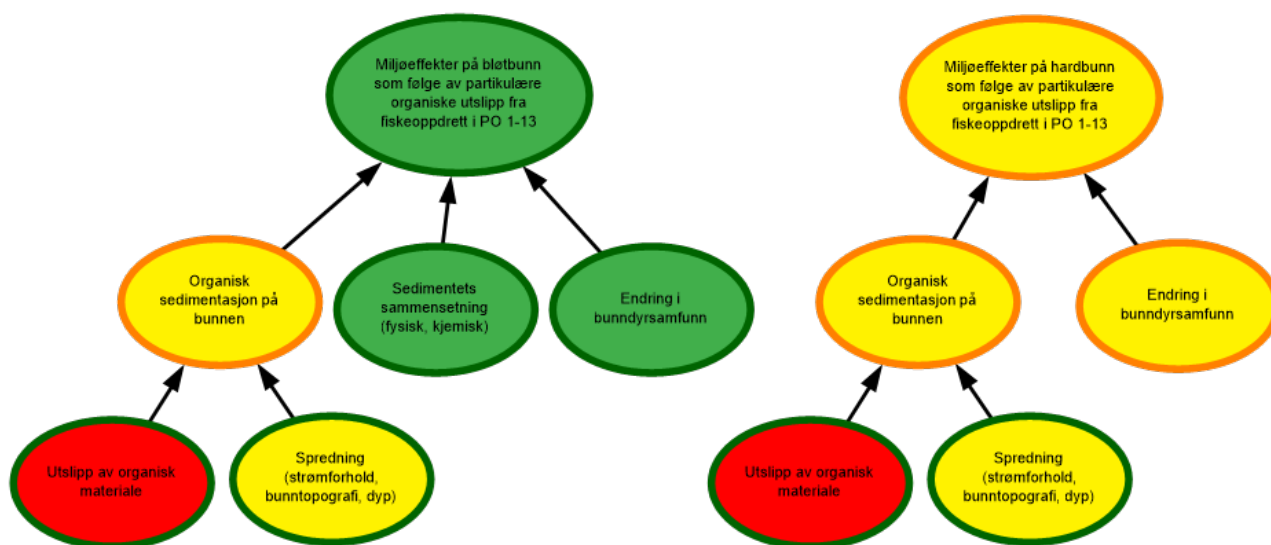 Miljøeffekter på bløtbunn
som følge av partikulære
organiske utslipp fra
fiskeoppdrett i PO 1-13
Organisk
sedimentasjon på
bunnen
Sedimentets
sammensetning
(fysisk, kjemisk)
Endring i
bunndyrsamfunn
Utslipp av organisk
materiale
Spredning
(strømforhold,
bunntopografi, dyp)
Miljøeffekter på hardbunn
som følge av partikulære
organiske utslipp fra
fiskeoppdrett i PO 1-13
Organisk
sedimentasjon på
bunnen
Endring i
bunndyrsamfunn
Utslipp av organisk
materiale
Spredning
(strømforhold,
bunntopografi, dyp)